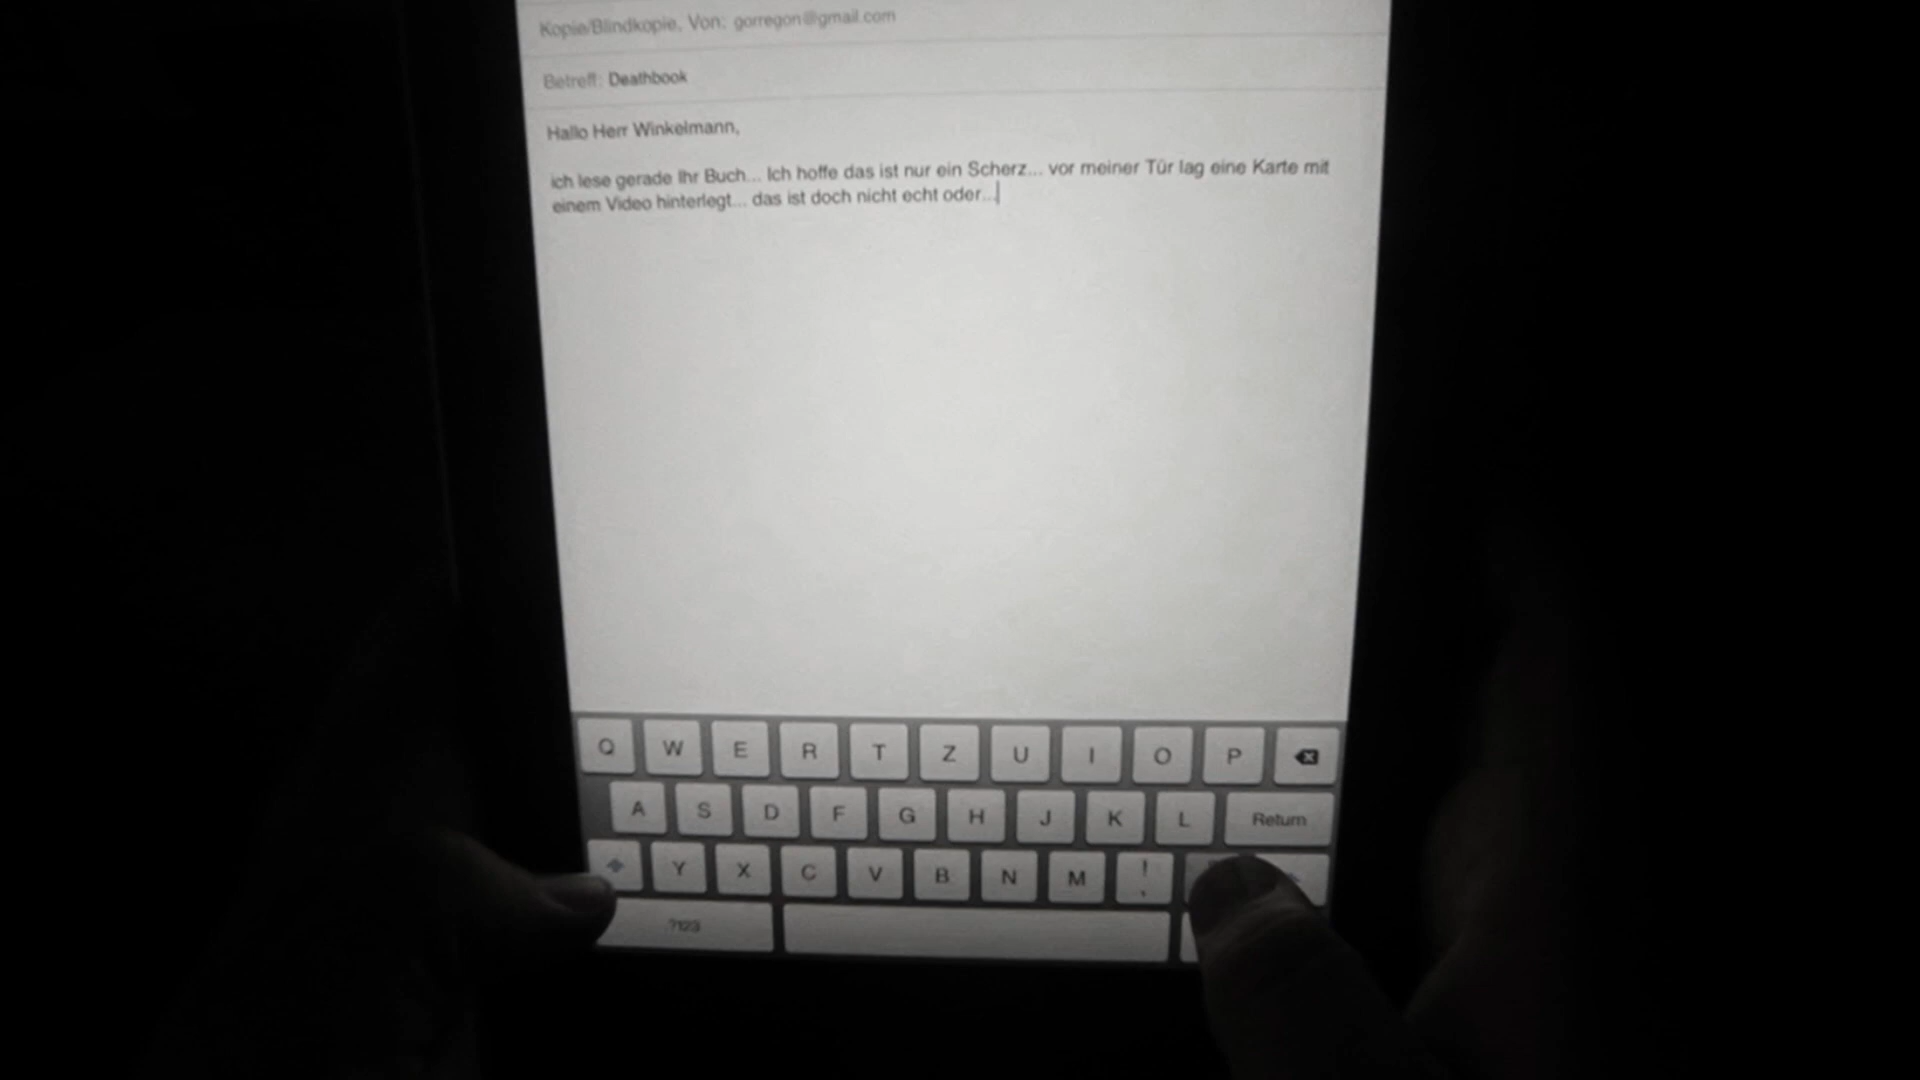 Kopie/Blindkopie, Von: gorregon@gmail.com
Betreff: Deathbook
Hallo Herr Winkelmann,
ich lese gerade Ihr Buch... Ich hoffe das ist nur ein Scherz... vor meiner Tür lag eine Karte mit
einem Video hinterlegt... das ist doch nicht echt oder...
Q W E R T Z U I O P
A S D F G H J K L Return
Y X C V B N M ! ,
.?123